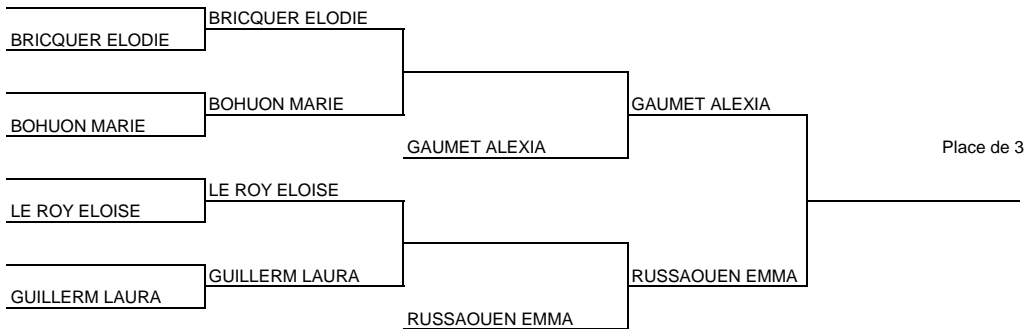 BRICQUER ELODIE
BRICQUER ELODIE
BOHUON MARIE
GAUMET ALEXIA
BOHUON MARIE
GAUMET ALEXIA
Place de 3
LE ROY ELOISE
LE ROY ELOISE
GUILLERM LAURA
RUSSAOUEN EMMA
GUILLERM LAURA
RUSSAOUEN EMMA